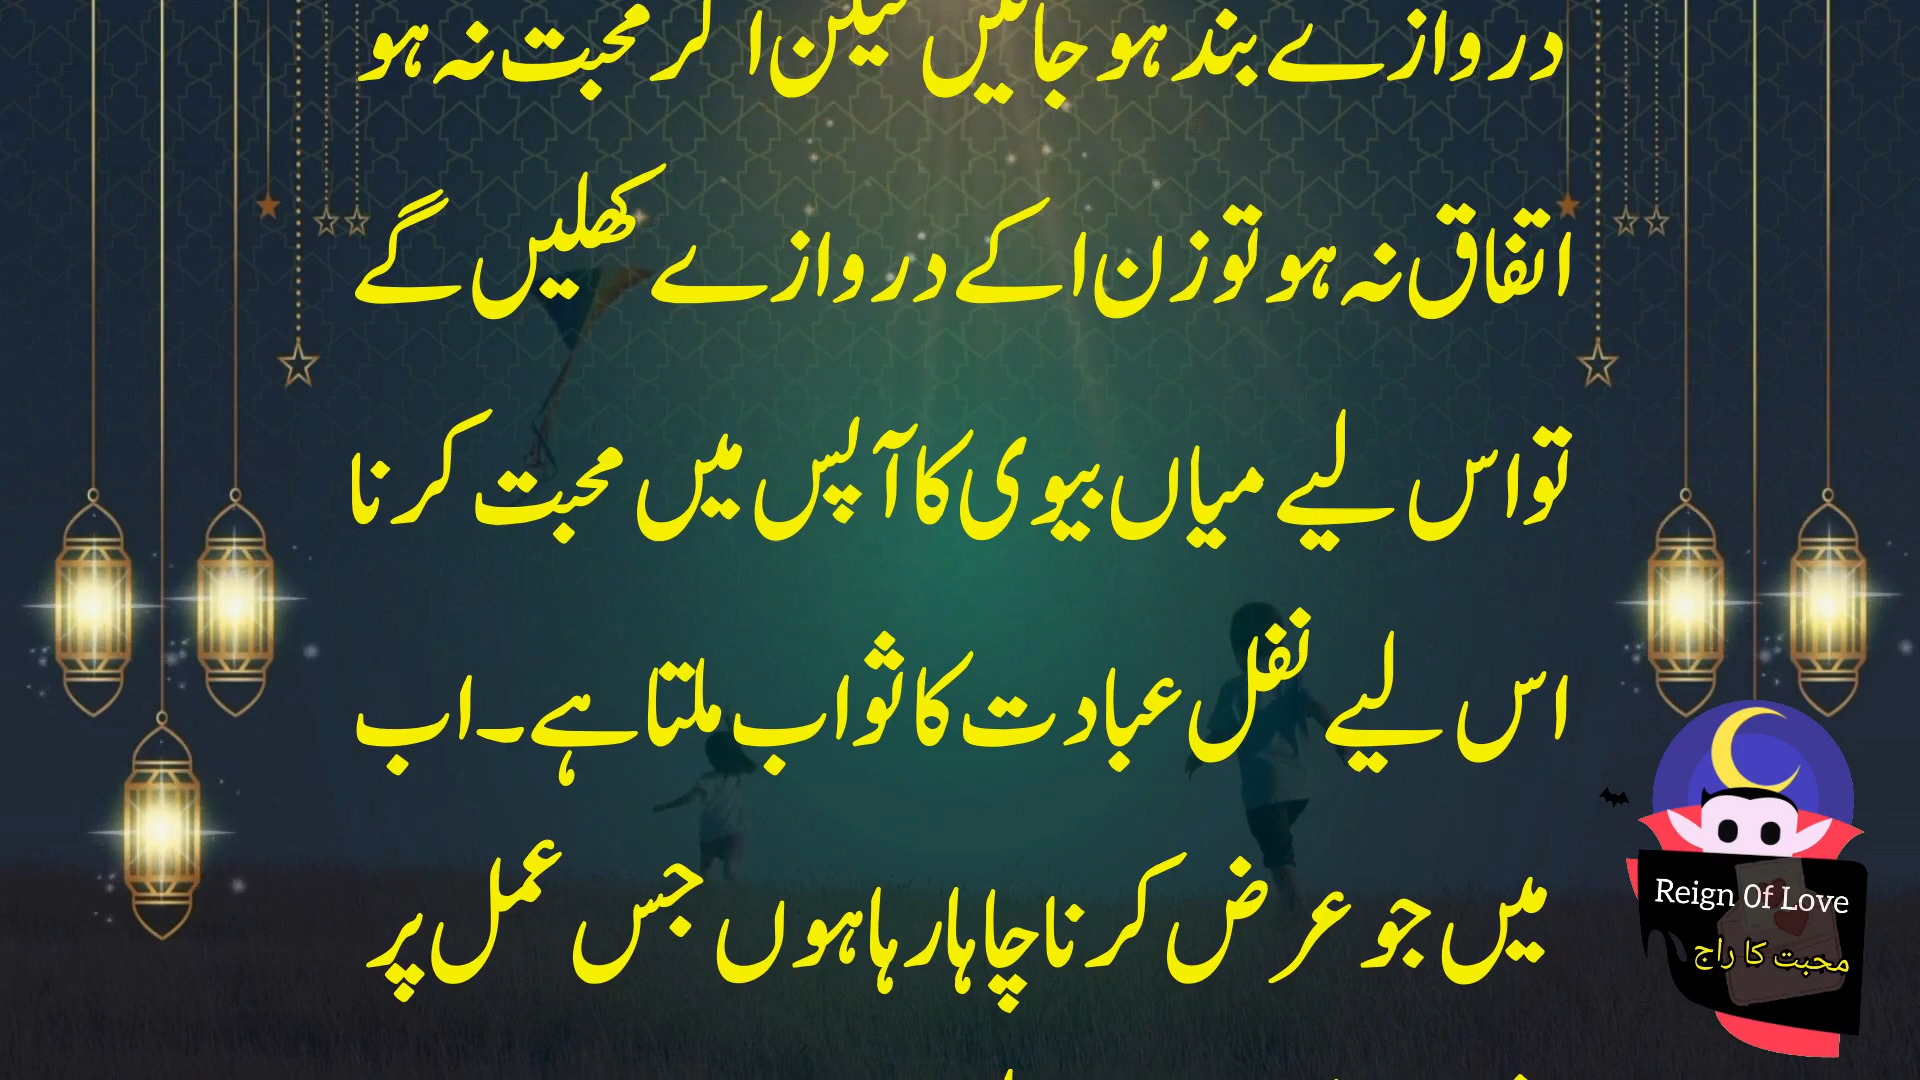 دروازے بند ہو جائیں لیکن اگر محبت نہ ہو
اتفاق نہ ہو تو زنا کے دروازے کھلیں گے
تو اس لیے میاں بیوی کا آپس میں محبت کرنا
اس لیے نفل عبادت کا ثواب ملتا ہے۔ اب
میں جو عرض کرنا چاہا رہا ہوں جس عمل پر
Reign Of Love
محبت کا راج